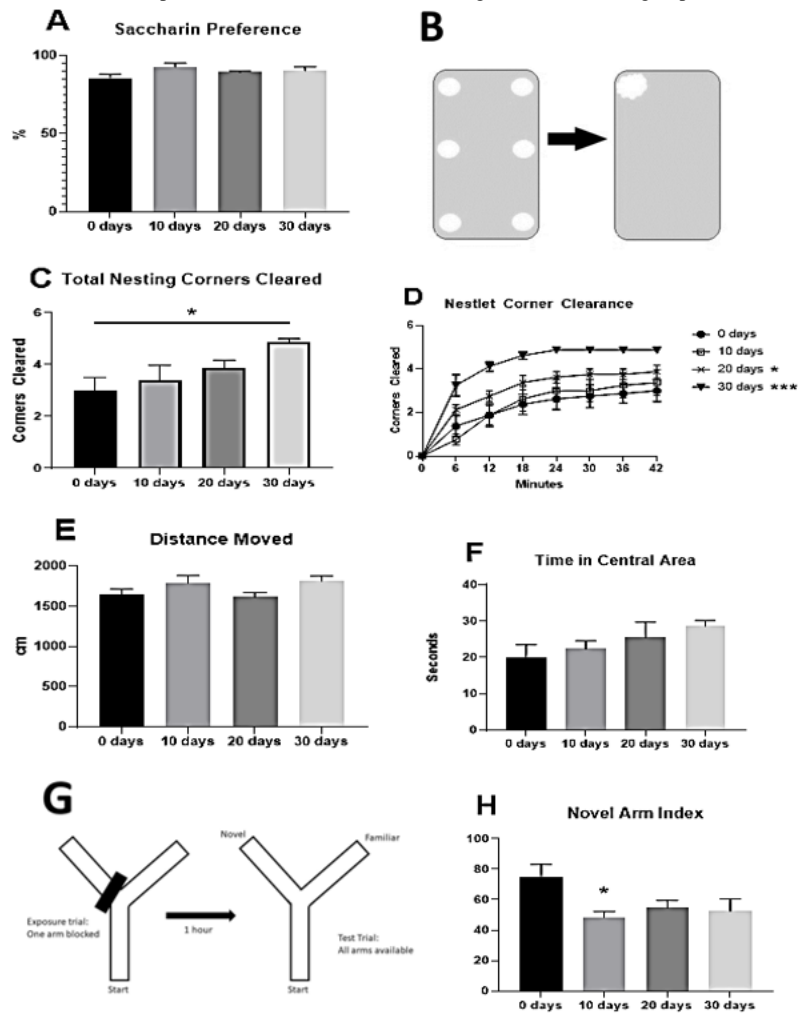 A
Saccharin Preference
100
50
0
%
0 days 10 days 20 days 30 days
B
C Total Nesting Corners Cleared
*
6
4
2
0
Corners Cleared
0 days 10 days 20 days 30 days
D Nestlet Corner Clearance
6
4
2
0
Corners Cleared
0 6 12 18 24 30 36 42
Minutes
0 days
10 days
20 days *
30 days ***
E
Distance Moved
2000
1500
1000
500
0
cm
0 days 10 days 20 days 30 days
F
Time in Central Area
40
30
20
10
0
Seconds
0 days 10 days 20 days 30 days
G
Exposure trial:
One arm blocked
Start
1 hour
Novel
Familiar
Test Trial:
All arms available
Start
H
Novel Arm Index
100
80
60
40
20
0
*
0 days 10 days 20 days 30 days